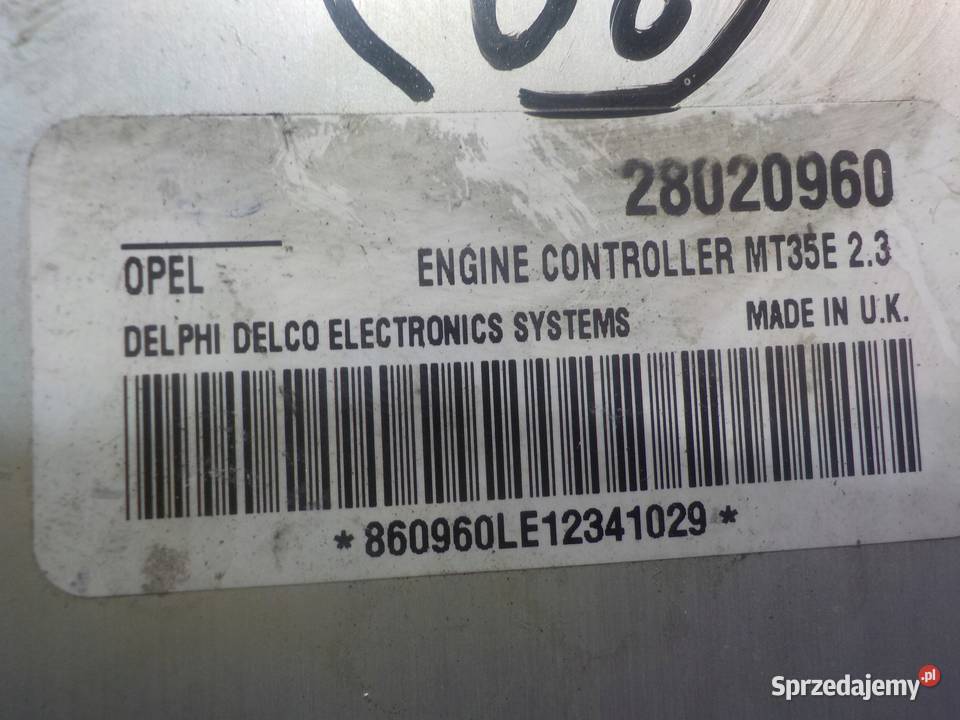 28020960
OPEL ENGINE CONTROLLER MT35E 2.3
DELPHI DELCO ELECTRONICS SYSTEMS MADE IN U.K.
*860960LE12341029*
Sprzedajemy.pl